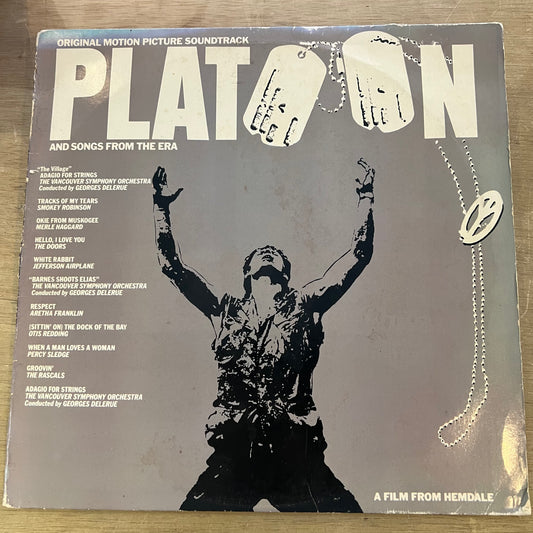 ORIGINAL MOTION PICTURE SOUNDTRACK
PLATOON
AND SONGS FROM THE ERA
"The Village"
ADAGIO FOR STRINGS
THE VANCOUVER SYMPHONY ORCHESTRA
Conducted by GEORGES DELERUE
TRACKS OF MY TEARS
SMOKEY ROBINSON
OKIE FROM MUSKOGEE
MERLE HAGGARD
HELLO, I LOVE YOU
THE DOORS
WHITE RABBIT
JEFFERSON AIRPLANE
"BARNES SHOOTS ELIAS"
THE VANCOUVER SYMPHONY ORCHESTRA
Conducted by GEORGES DELERUE
RESPECT
ARETHA FRANKLIN
(SITTIN' ON) THE DOCK OF THE BAY
OTIS REDDING
WHEN A MAN LOVES A WOMAN
PERCY SLEDGE
GROOVIN'
THE RASCALS
ADAGIO FOR STRINGS
THE VANCOUVER SYMPHONY ORCHESTRA
Conducted by GEORGES DELERUE
A FILM FROM HEMDALE